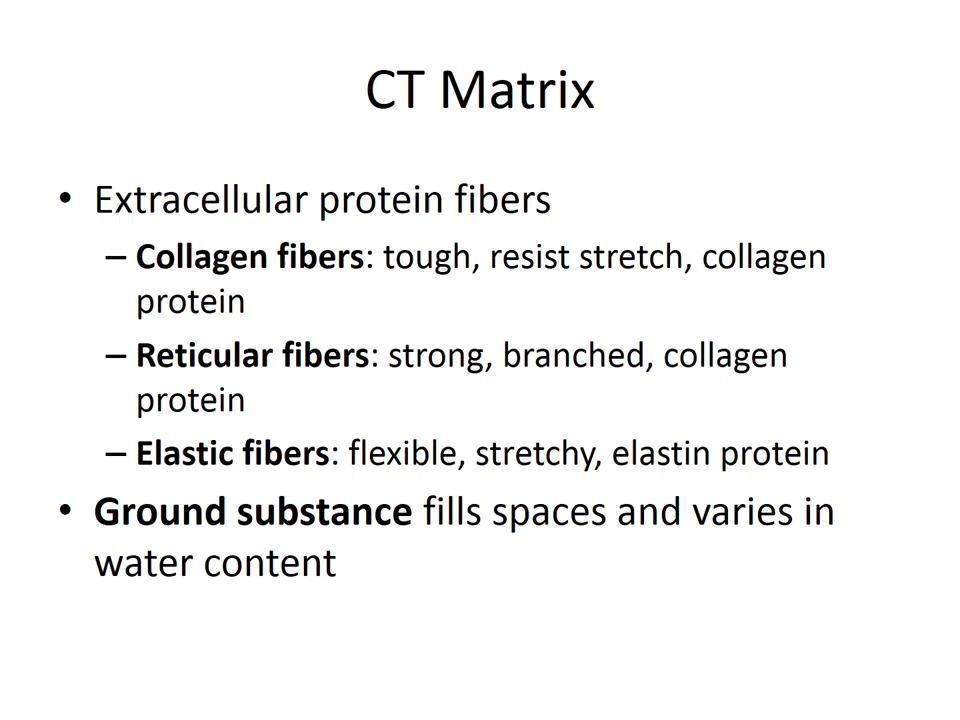 CT Matrix
• Extracellular protein fibers
– Collagen fibers: tough, resist stretch, collagen
protein
– Reticular fibers: strong, branched, collagen
protein
– Elastic fibers: flexible, stretchy, elastin protein
• Ground substance fills spaces and varies in
water content